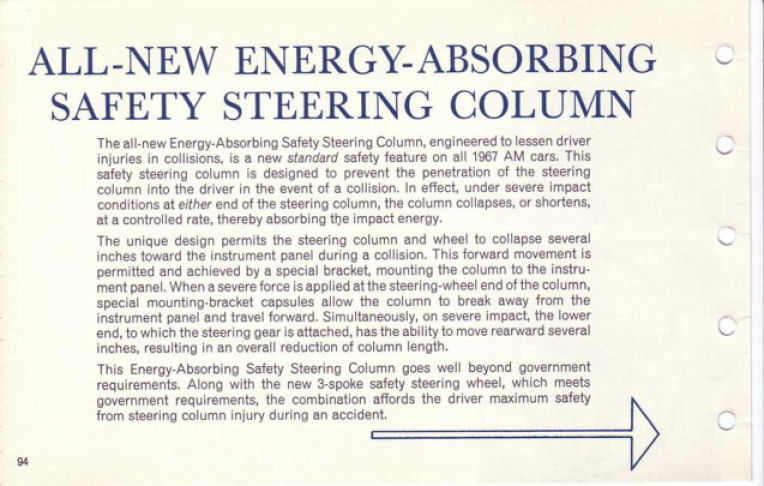 ALL-NEW ENERGY-ABSORBING
SAFETY STEERING COLUMN
The all-new Energy-Absorbing Safety Steering Column, engineered to lessen driver
injuries in collisions, is a new standard safety feature on all 1967 AM cars. This
safety steering column is designed to prevent the penetration of the steering
column into the driver in the event of a collision. In effect, under severe impact
conditions at either end of the steering column, the column collapses, or shortens,
at a controlled rate, thereby absorbing the impact energy.
The unique design permits the steering column and wheel to collapse several
inches toward the instrument panel during a collision. This forward movement is
permitted and achieved by a special bracket, mounting the column to the instru-
ment panel. When a severe force is applied at the steering-wheel end of the column,
special mounting-bracket capsules allow the column to break away from the
instrument panel and travel forward. Simultaneously, on severe impact, the lower
end, to which the steering gear is attached, has the ability to move rearward several
inches, resulting in an overall reduction of column length.
This Energy-Absorbing Safety Steering Column goes well beyond government
requirements. Along with the new 3-spoke safety steering wheel, which meets
government requirements, the combination affords the driver maximum safety
from steering column injury during an accident.
94